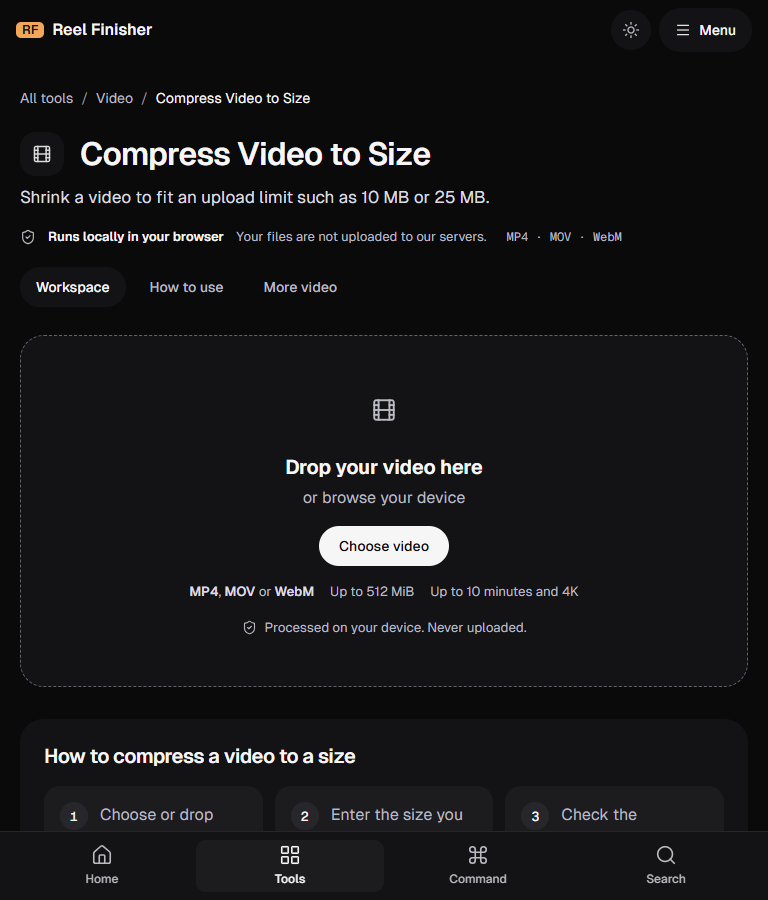 RF Reel Finisher
Menu
All tools / Video / Compress Video to Size
Compress Video to Size
Shrink a video to fit an upload limit such as 10 MB or 25 MB.
Runs locally in your browser Your files are not uploaded to our servers. MP4 · MOV · WebM
Workspace How to use More video
Drop your video here
or browse your device
Choose video
MP4, MOV or WebM Up to 512 MiB Up to 10 minutes and 4K
Processed on your device. Never uploaded.
How to compress a video to a size
1 Choose or drop
2 Enter the size you
3 Check the
Home Tools Command Search